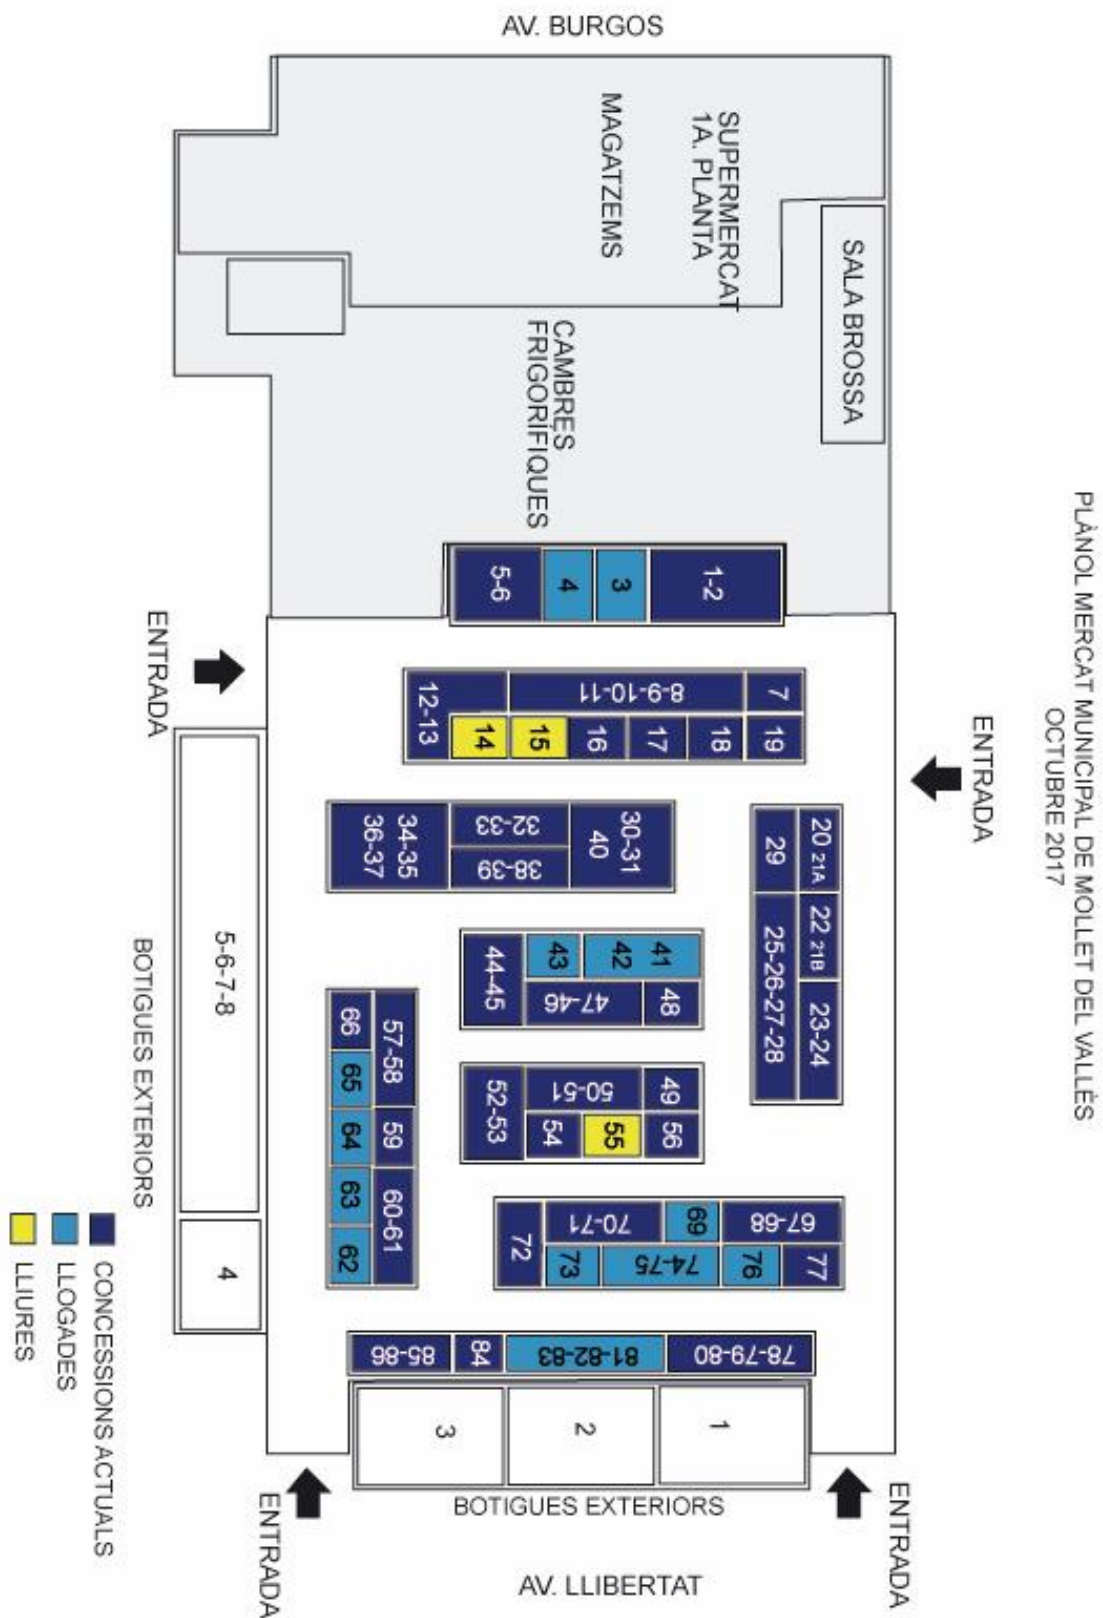 PLÀNOL MERCAT MUNICIPAL DE MOLLET DEL VALLÈS
OCTUBRE 2017
AV. BURGOS
SUPERMERCAT
1A. PLANTA
MAGATZEMS
SALA BROSSA
CAMBRES
FRIGORÍFIQUES
5-6
4
3
1-2
ENTRADA
ENTRADA
12-13
8-9-10-11
7
14
15
16
17
18
19
34-35
36-37
32-33
38-39
30-31
40
29
20 21A
22 21B
23-24
25-26-27-28
44-45
43
42
41
47-46
48
66
65
64
63
62
57-58
59
60-61
52-53
50-51
49
54
55
56
72
70-71
69
67-68
73
74-75
76
77
85-86
84
81-82-83
78-79-80
5-6-7-8
4
BOTIGUES EXTERIORS
3
2
1
BOTIGUES EXTERIORS
ENTRADA
ENTRADA
AV. LLIBERTAT
CONCESSIONS ACTUALS
LLOGADES
LLIURES